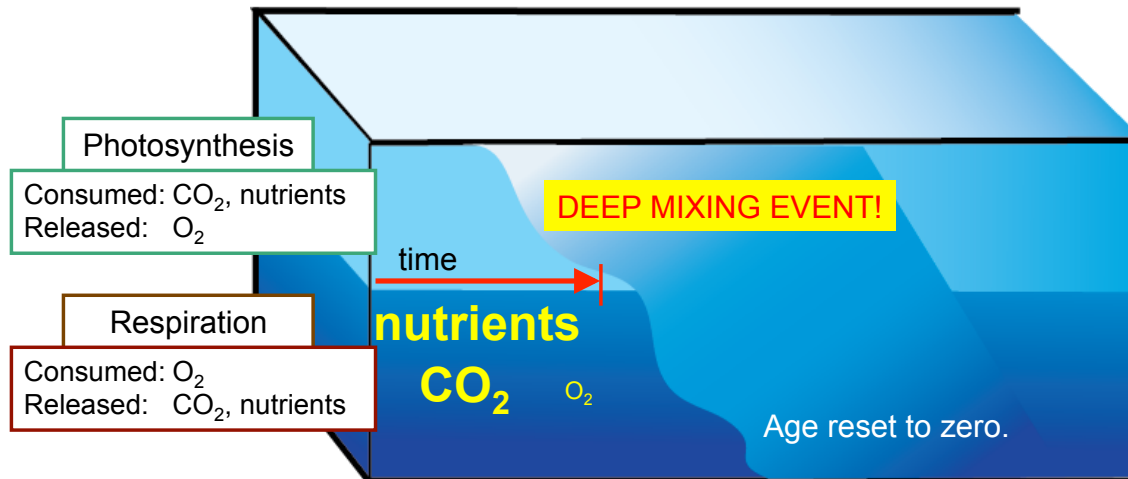 Photosynthesis
Consumed: CO₂, nutrients
Released: O₂
DEEP MIXING EVENT!
time
Respiration
Consumed: O₂
Released: CO₂, nutrients
nutrients
CO₂ O₂
Age reset to zero.